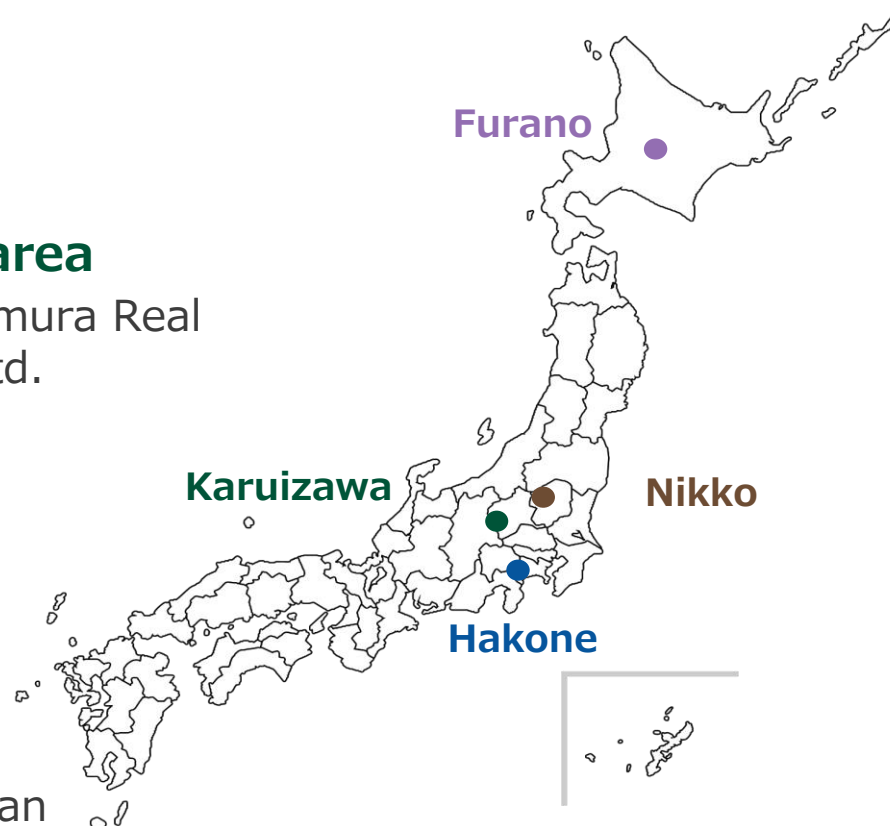 Furano
area
mura Real
td.
Karuizawa
Nikko
Hakone
an